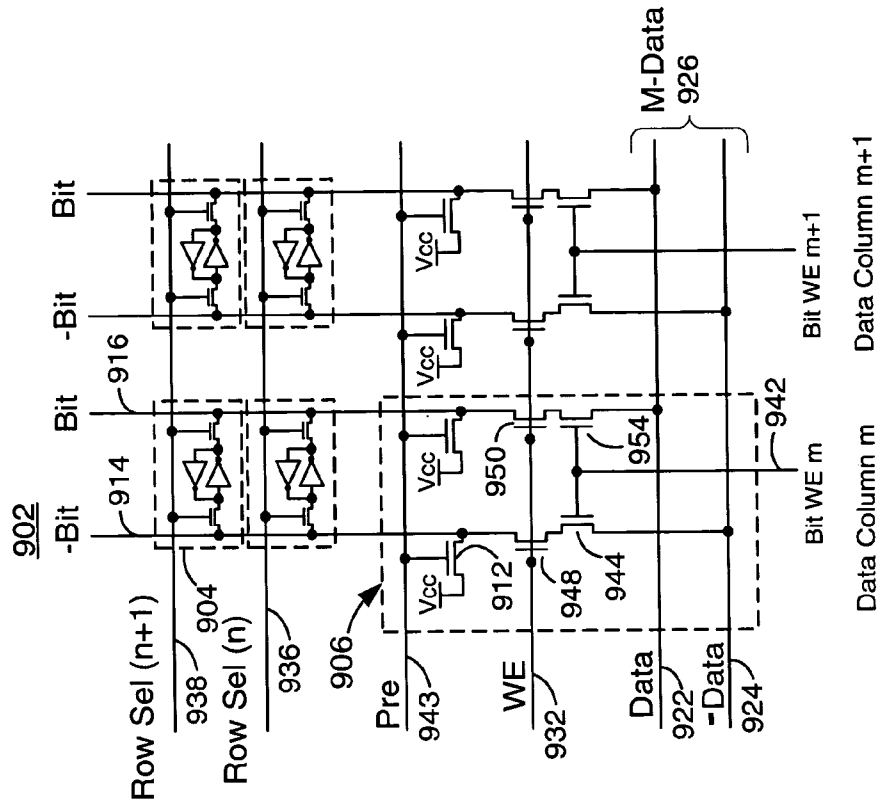 902
-Bit
914
Bit
916
-Bit
Bit
Row Sel (n+1)
938
904
936
Row Sel (n)
906
Pre
943
Vcc
912
Vcc
Vcc
Vcc
WE
932
948
950
944
954
M-Data
926
Data
922
-Data
924
942
Bit WE m
Bit WE m+1
Data Column m
Data Column m+1